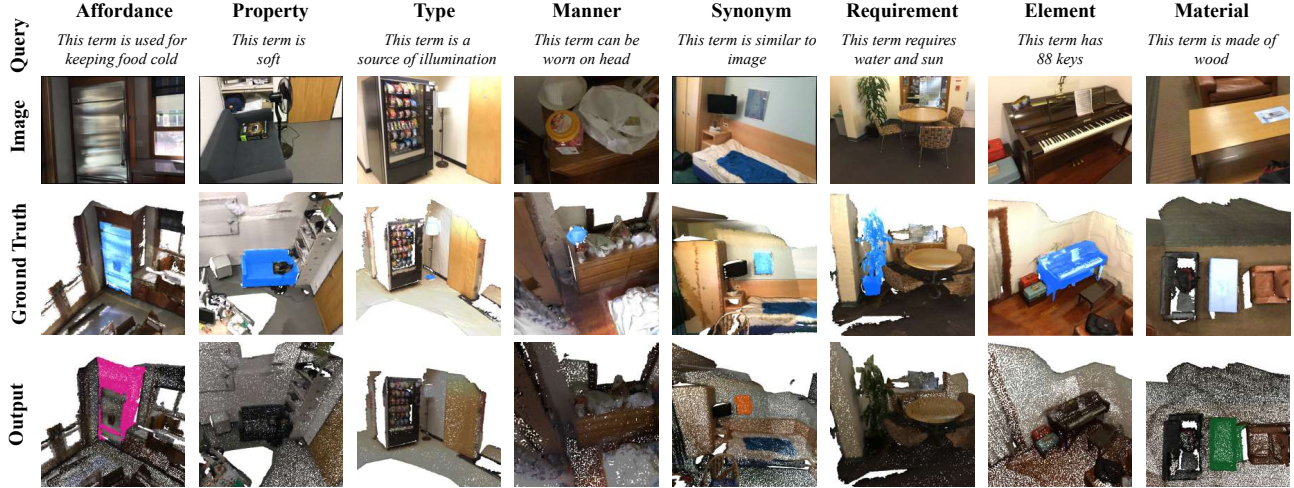 Affordance Property Type Manner Synonym Requirement Element Material
Query
This term is used for
keeping food cold
This term is
soft
This term is a
source of illumination
This term can be
worn on head
This term is similar to
image
This term requires
water and sun
This term has
88 keys
This term is made of
wood
Image
Ground Truth
Output